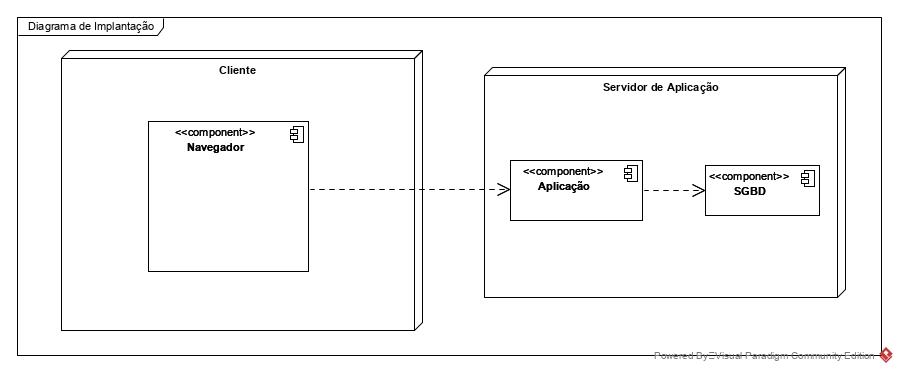 Diagrama de Implantação
Cliente
<<component>>
Navegador
Servidor de Aplicação
<<component>>
Aplicação
<<component>>
SGBD
Powered By Visual Paradigm Community Edition